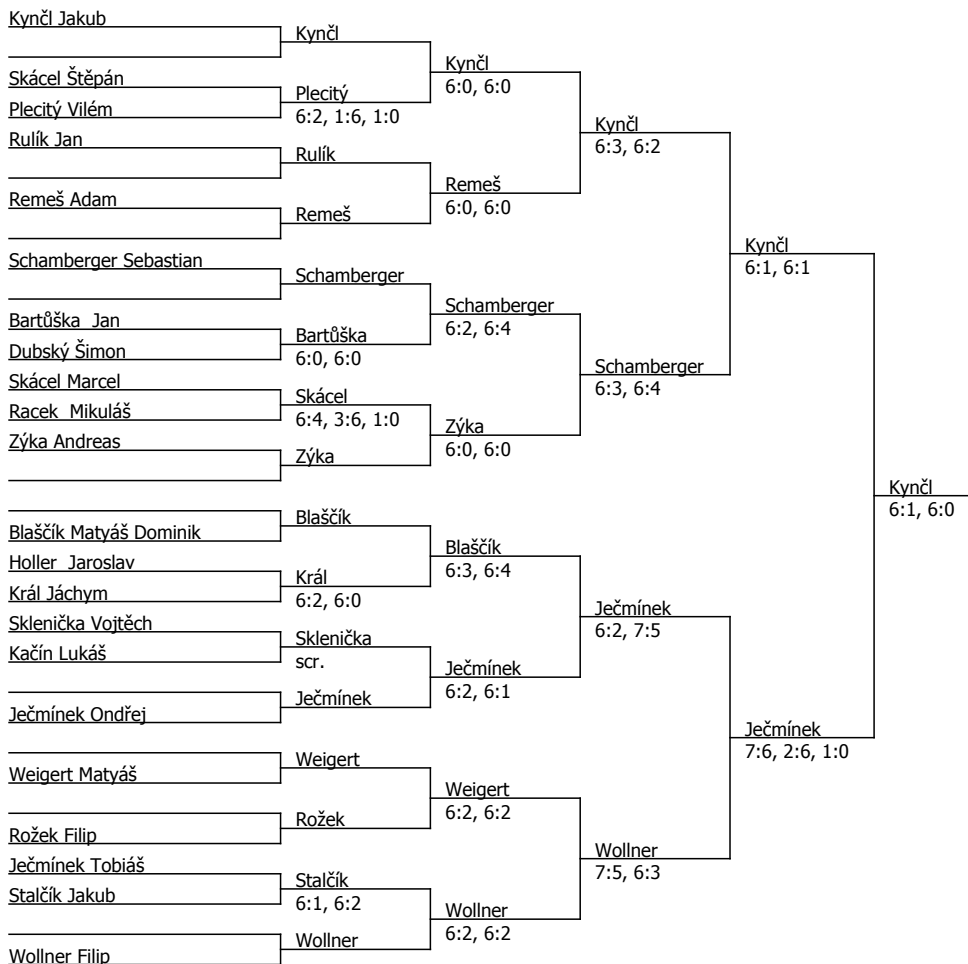 Kynčl Jakub
Kynčl
Kynčl
6:0, 6:0
Skácel Štěpán
Plecitý
Plecitý Vilém
6:2, 1:6, 1:0
Kynčl
6:3, 6:2
Rulík Jan
Rulík
Remeš
6:0, 6:0
Remeš Adam
Remeš
Kynčl
6:1, 6:1
Schamberger Sebastian
Schamberger
Schamberger
6:2, 6:4
Bartůška Jan
Bartůška
Dubský Šimon
6:0, 6:0
Schamberger
6:3, 6:4
Skácel Marcel
Skácel
Racek Mikuláš
6:4, 3:6, 1:0
Zýka
6:0, 6:0
Zýka Andreas
Zýka
Kynčl
6:1, 6:0
Blaščík
Blaščík Matyáš Dominik
Blaščík
6:3, 6:4
Holler Jaroslav
Král
Král Jáchym
6:2, 6:0
Ječmínek
6:2, 7:5
Sklenička Vojtěch
Sklenička
Kačín Lukáš
scr.
Ječmínek
6:2, 6:1
Ječmínek
Ječmínek Ondřej
Ječmínek
7:6, 2:6, 1:0
Weigert
Weigert Matyáš
Weigert
6:2, 6:2
Rožek
Rožek Filip
Wollner
7:5, 6:3
Ječmínek Tobiáš
Stalčík
Stalčík Jakub
6:1, 6:2
Wollner
6:2, 6:2
Wollner
Wollner Filip